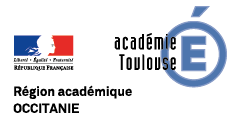 académie
Toulouse
É
Liberté • Égalité • Fraternité
RÉPUBLIQUE FRANÇAISE
Région académique
OCCITANIE